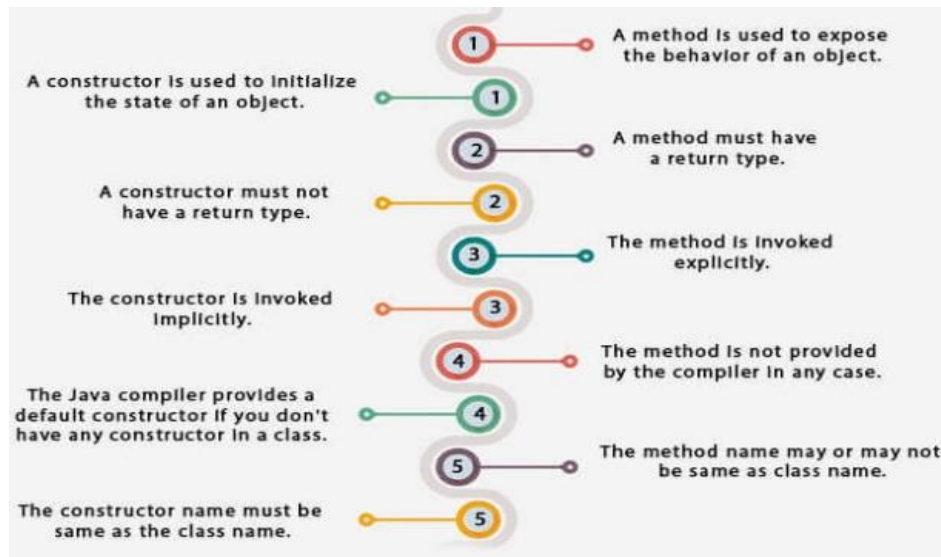 1
A method is used to expose
the behavior of an object.
A constructor is used to initialize
the state of an object.
1
2
A method must have
a return type.
A constructor must not
have a return type.
2
3
The method is invoked
explicitly.
The constructor is invoked
implicitly.
3
4
The method is not provided
by the compiler in any case.
The Java compiler provides a
default constructor if you don't
have any constructor in a class.
4
5
The method name may or may not
be same as class name.
The constructor name must be
same as the class name.
5